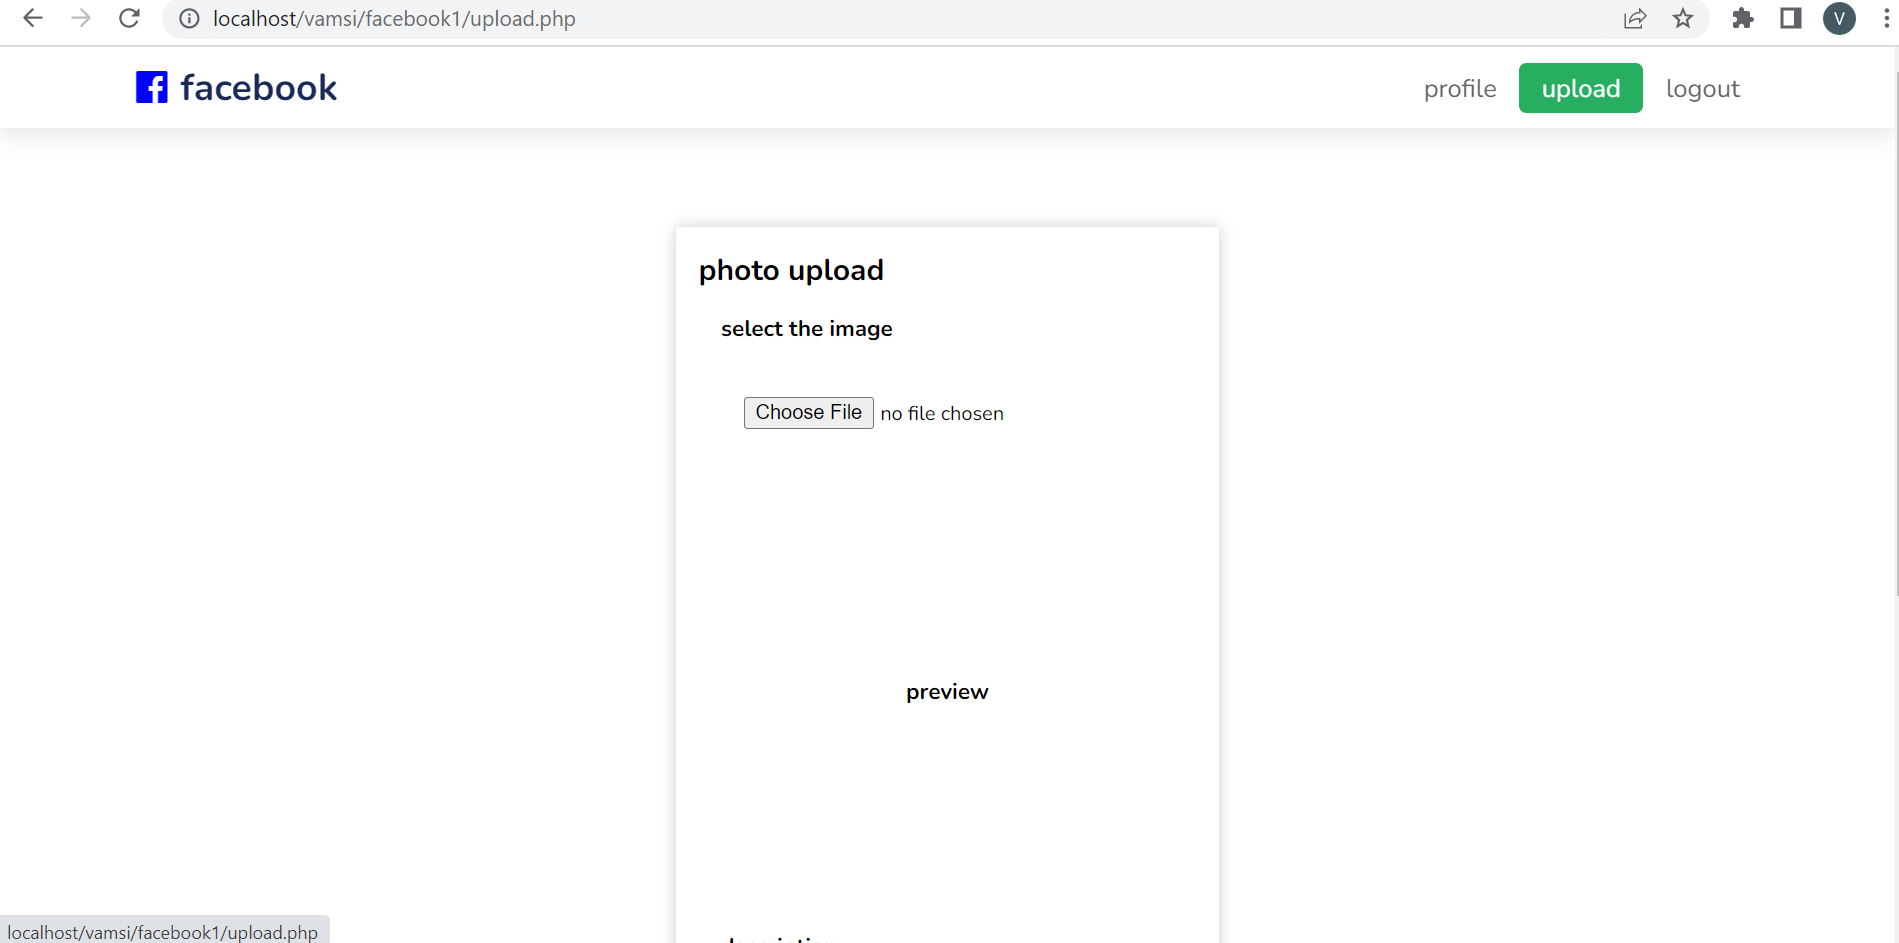 localhost/vamsi/facebook1/upload.php
V
facebook
profile upload logout
photo upload
select the image
Choose File no file chosen
preview
localhost/vamsi/facebook1/upload.php